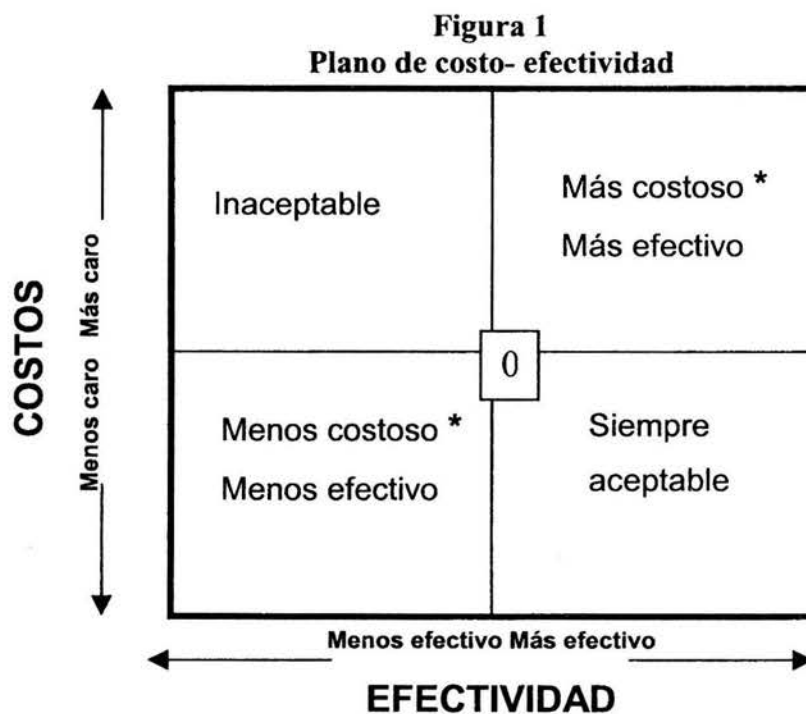 Figura 1
Plano de costo- efectividad
Inaceptable
Más costoso *
Más efectivo
0
Menos costoso *
Menos efectivo
Siempre
aceptable
COSTOS
Menos caro Más caro
Menos efectivo Más efectivo
EFECTIVIDAD